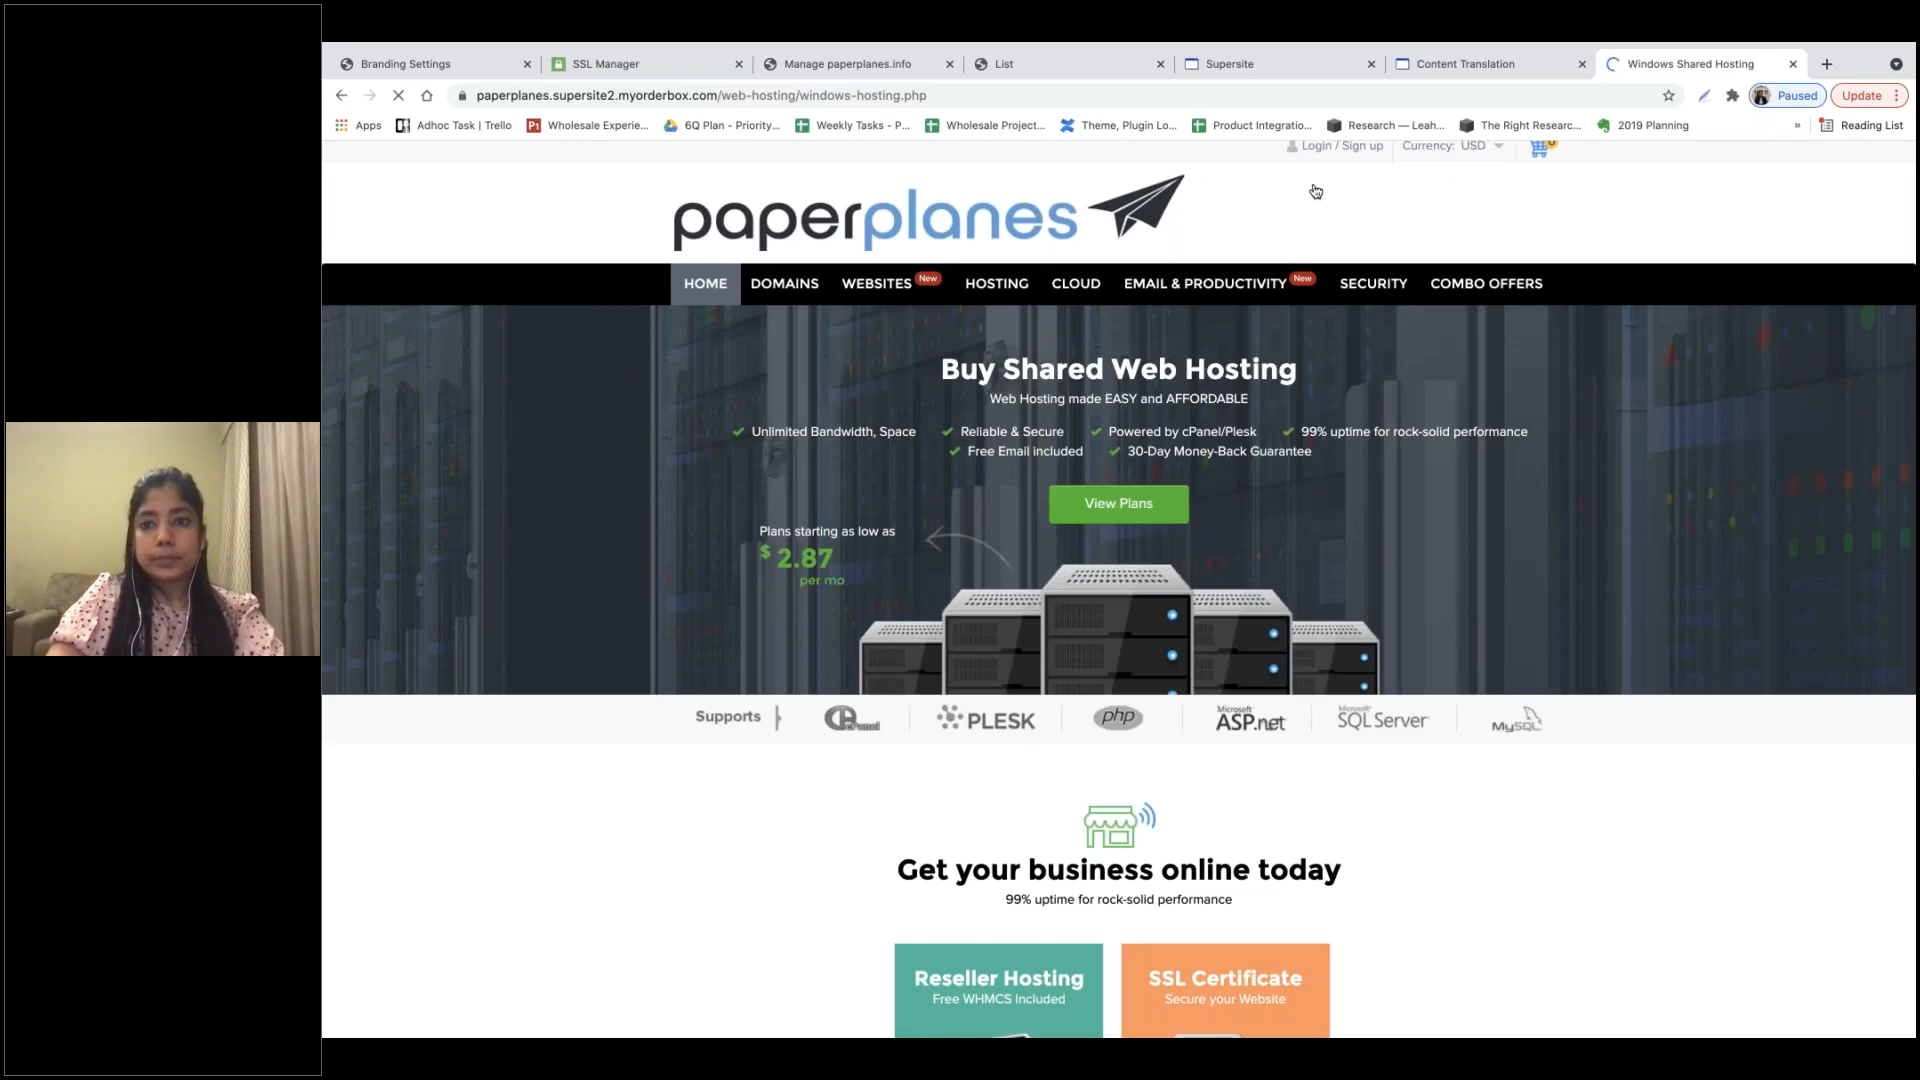 Branding Settings
SSL Manager
Manage paperplanes.info
List
Supersite
Content Translation
Windows Shared Hosting
paperplanes.supersite2.myorderbox.com/web-hosting/windows-hosting.php
Paused
Update
Apps
Adhoc Task | Trello
Wholesale Experie...
6Q Plan - Priority...
Weekly Tasks - P...
Wholesale Project...
Theme, Plugin Lo...
Product Integratio...
Research — Leah...
The Right Researc...
2019 Planning
»
Reading List
Login / Sign up
Currency: USD
paperplanes
HOME
DOMAINS
WEBSITES New
HOSTING
CLOUD
EMAIL & PRODUCTIVITY New
SECURITY
COMBO OFFERS
Buy Shared Web Hosting
Web Hosting made EASY and AFFORDABLE
Unlimited Bandwidth, Space
Reliable & Secure
Powered by cPanel/Plesk
99% uptime for rock-solid performance
Free Email included
30-Day Money-Back Guarantee
View Plans
Plans starting as low as
$ 2.87
per mo
Supports
cPanel
PLESK
php
Microsoft
ASP.net
Microsoft
SQL Server
MySQL
Get your business online today
99% uptime for rock-solid performance
Reseller Hosting
Free WHMCS Included
SSL Certificate
Secure your Website